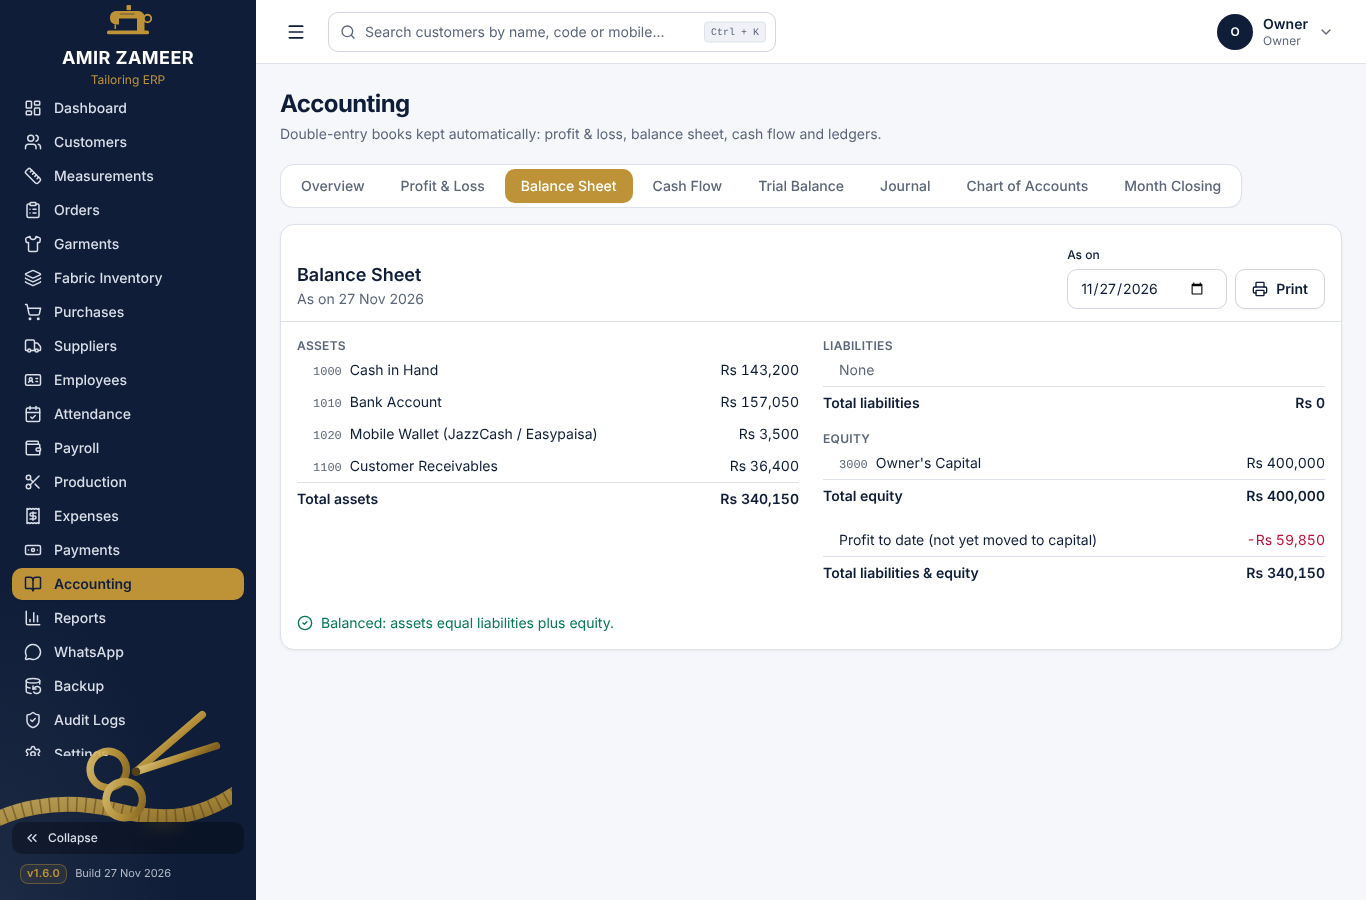 AMIR ZAMEER
Tailoring ERP
Dashboard
Customers
Measurements
Orders
Garments
Fabric Inventory
Purchases
Suppliers
Employees
Attendance
Payroll
Production
Expenses
Payments
Accounting
Reports
WhatsApp
Backup
Audit Logs
Settings
Collapse
v1.6.0 Build 27 Nov 2026
Search customers by name, code or mobile... Ctrl + K
O
Owner
Owner
Accounting
Double-entry books kept automatically: profit & loss, balance sheet, cash flow and ledgers.
Overview Profit & Loss Balance Sheet Cash Flow Trial Balance Journal Chart of Accounts Month Closing
Balance Sheet
As on 27 Nov 2026
As on
11/27/2026 Print
ASSETS
1000 Cash in Hand Rs 143,200
1010 Bank Account Rs 157,050
1020 Mobile Wallet (JazzCash / Easypaisa) Rs 3,500
1100 Customer Receivables Rs 36,400
Total assets Rs 340,150
LIABILITIES
None
Total liabilities Rs 0
EQUITY
3000 Owner's Capital Rs 400,000
Total equity Rs 400,000
Profit to date (not yet moved to capital) -Rs 59,850
Total liabilities & equity Rs 340,150
Balanced: assets equal liabilities plus equity.